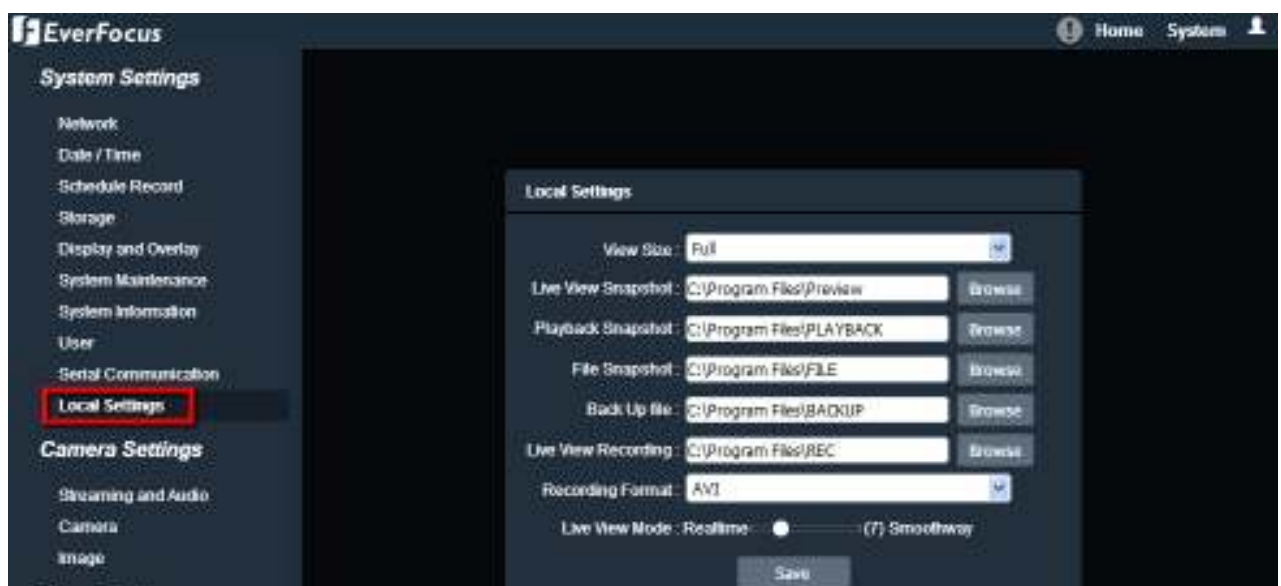 EverFocus
Home System
System Settings
Network
Date / Time
Schedule Record
Storage
Display and Overlay
System Maintenance
System Information
User
Serial Communication
Local Settings
Camera Settings
Streaming and Audio
Camera
Image
Local Settings
View Size : Full
Live View Snapshot : C:\Program Files\Preview Browse
Playback Snapshot : C:\Program Files\PLAYBACK Browse
File Snapshot : C:\Program Files\FILE Browse
Back Up file : C:\Program Files\BACKUP Browse
Live View Recording : C:\Program Files\REC Browse
Recording Format : AVI
Live View Mode : Realtime (7) Smoothway
Save